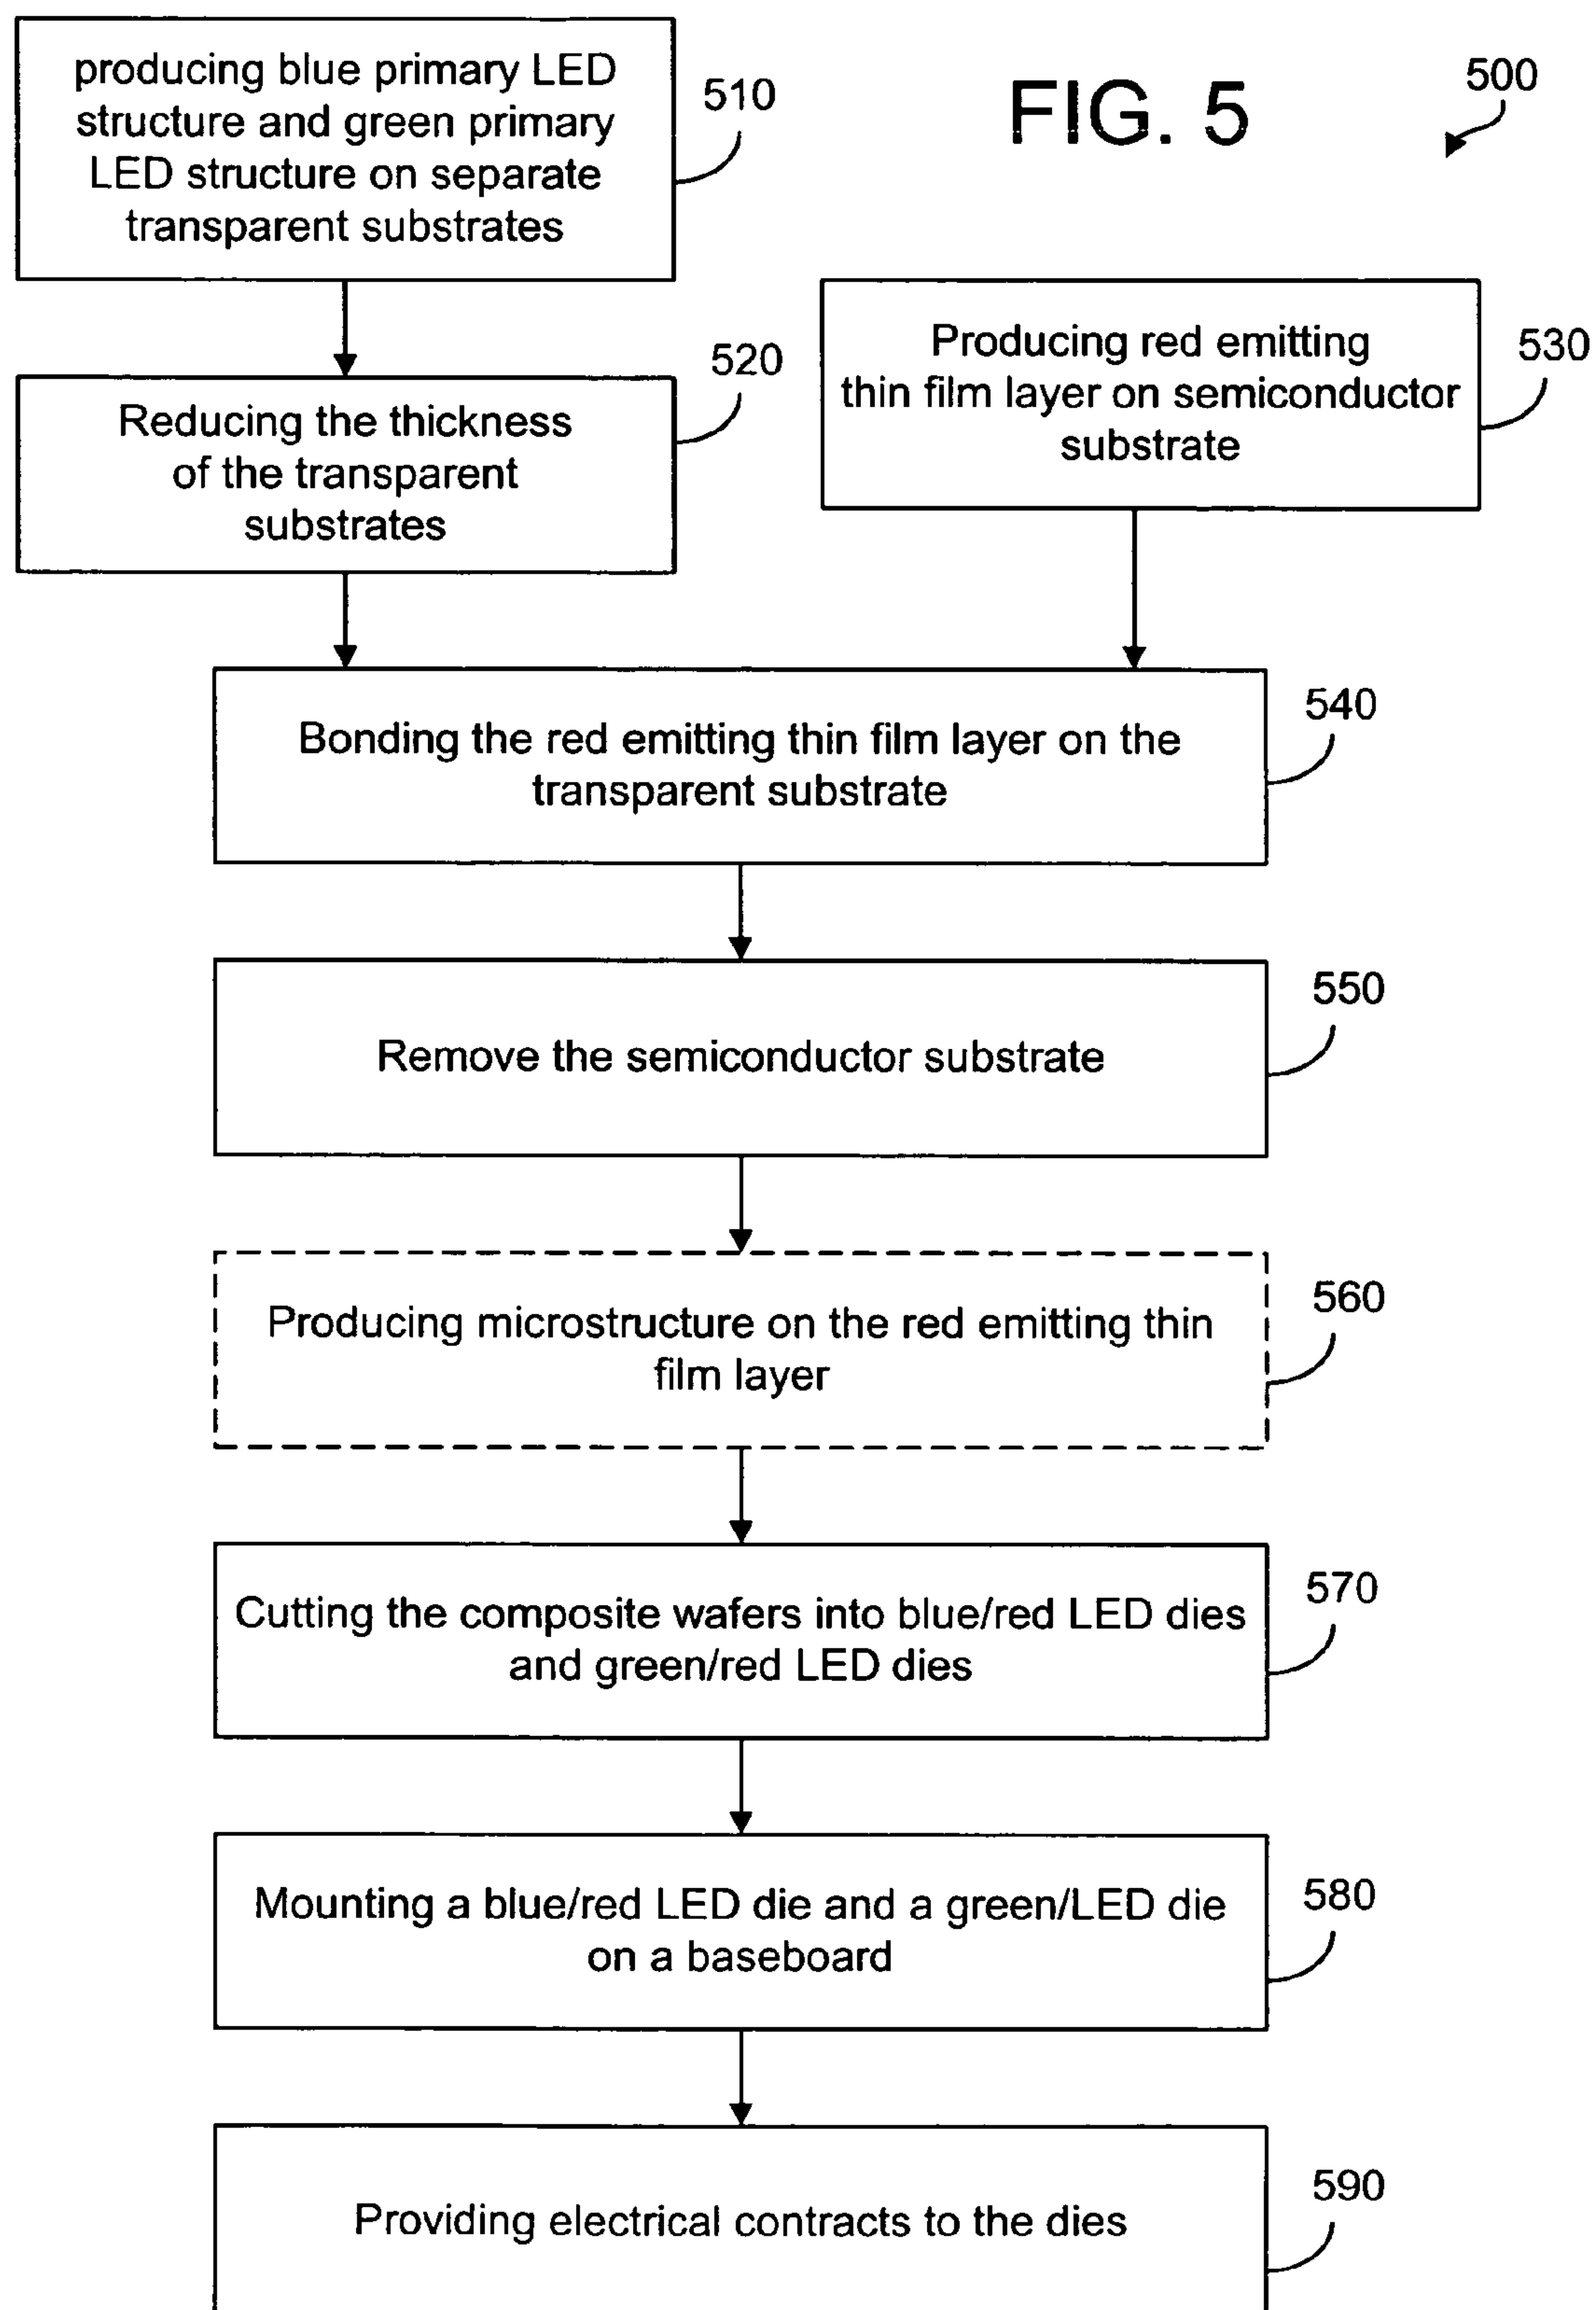 FIG. 5
500
producing blue primary LED
structure and green primary
LED structure on separate
transparent substrates
510
Reducing the thickness
of the transparent
substrates
520
Producing red emitting
thin film layer on semiconductor
substrate
530
Bonding the red emitting thin film layer on the
transparent substrate
540
Remove the semiconductor substrate
550
Producing microstructure on the red emitting thin
film layer
560
Cutting the composite wafers into blue/red LED dies
and green/red LED dies
570
Mounting a blue/red LED die and a green/LED die
on a baseboard
580
Providing electrical contracts to the dies
590